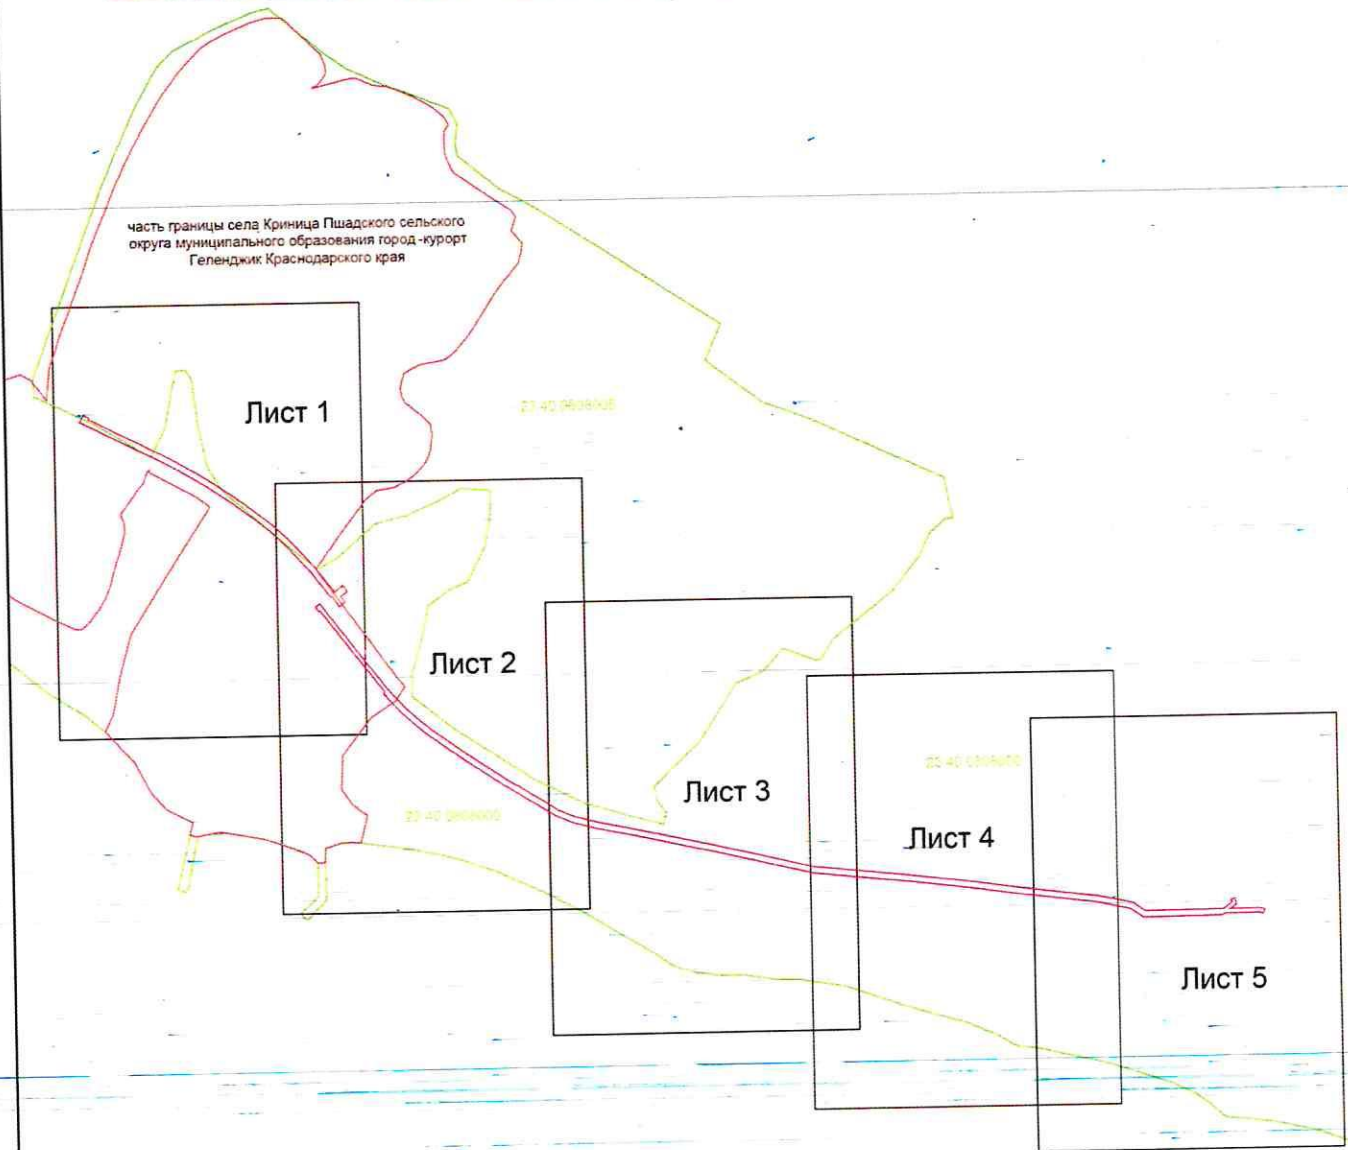 часть границы села Криница Пшадского сельского
округа муниципального образования город-курорт
Геленджик Краснодарского края
Лист 1
Лист 2
Лист 3
Лист 4
Лист 5